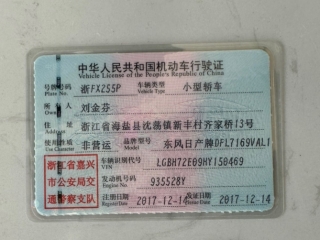 中华人民共和国机动车行驶证
Vehicle License of the People's Republic of China
号牌号码 浙FX2S5P 车辆类型 小型轿车
Plate No. Vehicle Type
所有人 刘金芬
Owner
住址 浙江省海盐县沈荡镇新丰村齐家桥13号
Address
使用性质 非营运 品牌型号 东风日产牌DFL7169VAL1
Use Character Model
浙江省嘉兴
市公安局交
通警察支队
车辆识别代号 LGBH72E09HY150469
VIN
发动机号码 935528Y
Engine No.
注册日期 2017-12-14 发证日期 2017-12-14
Register Date Issue Date